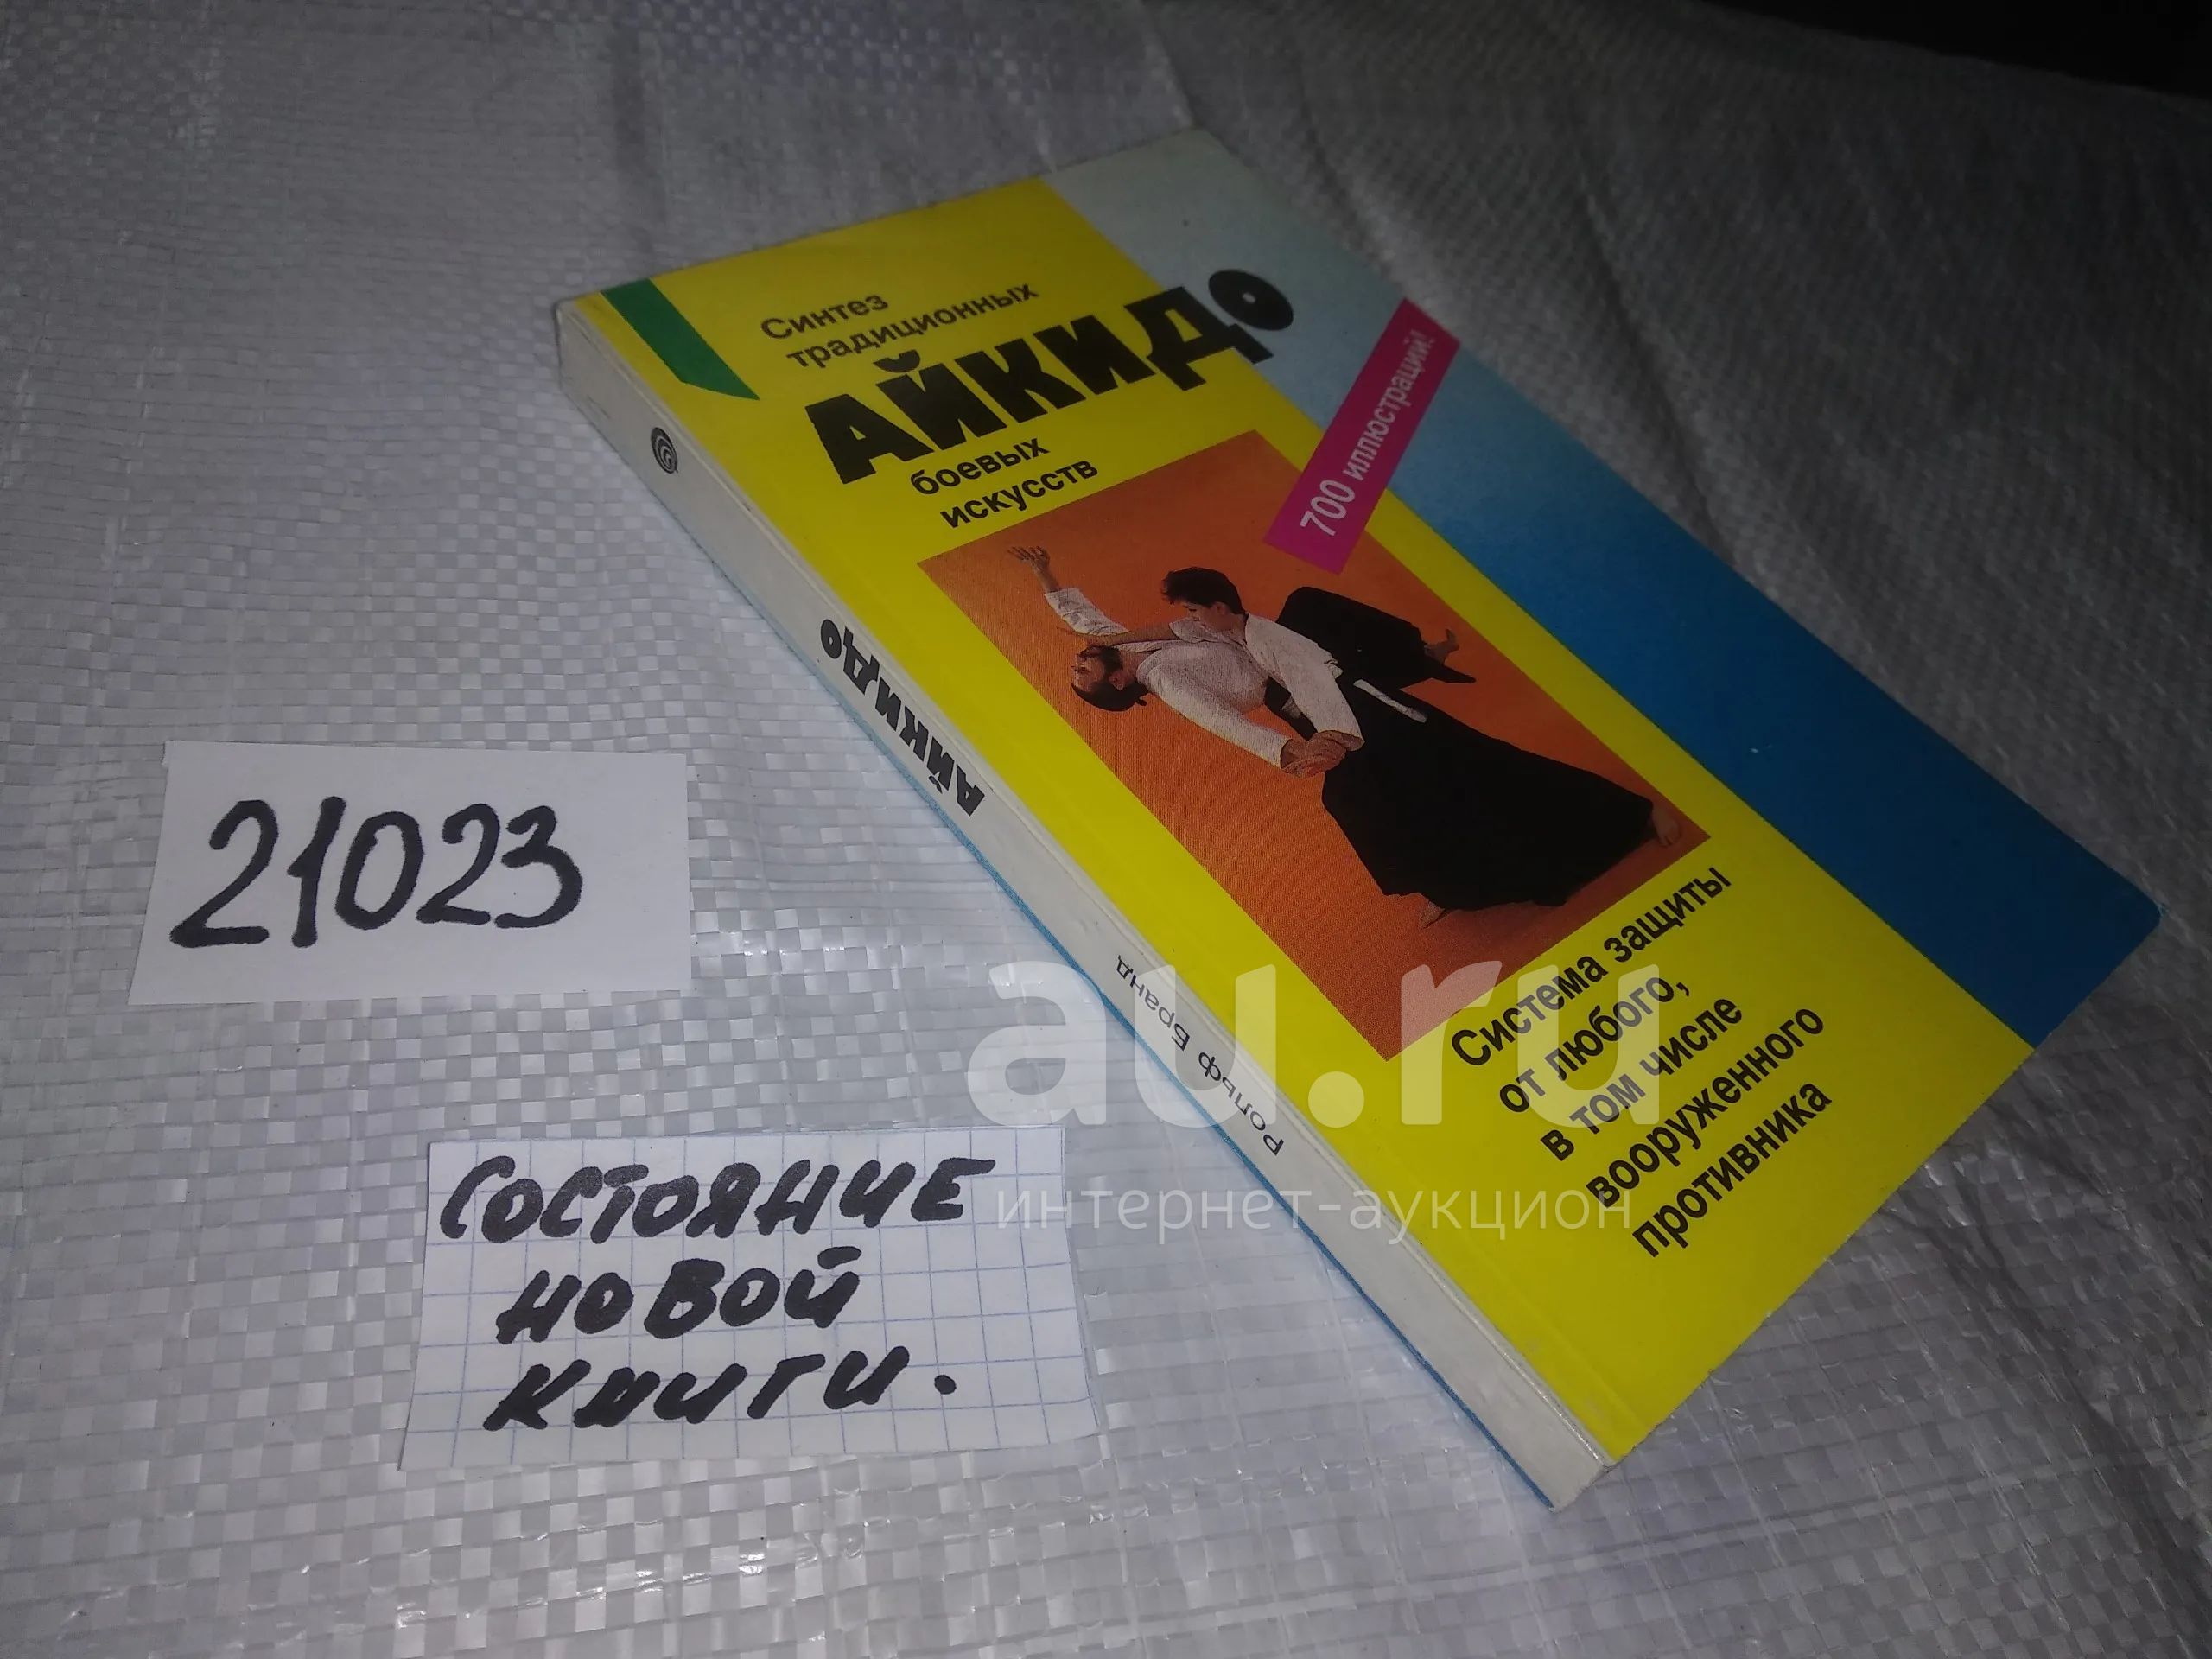 Синтез
традиционных
АЙКИДО
боевых
искусств
700 иллюстраций!
Система защиты
от любого,
в том числе
вооруженного
противника
Рольф Бранд
АЙКИДО
21023
СОСТОЯНИЕ
НОВОЙ
КНИГИ.
au.ru
интернет-аукцион